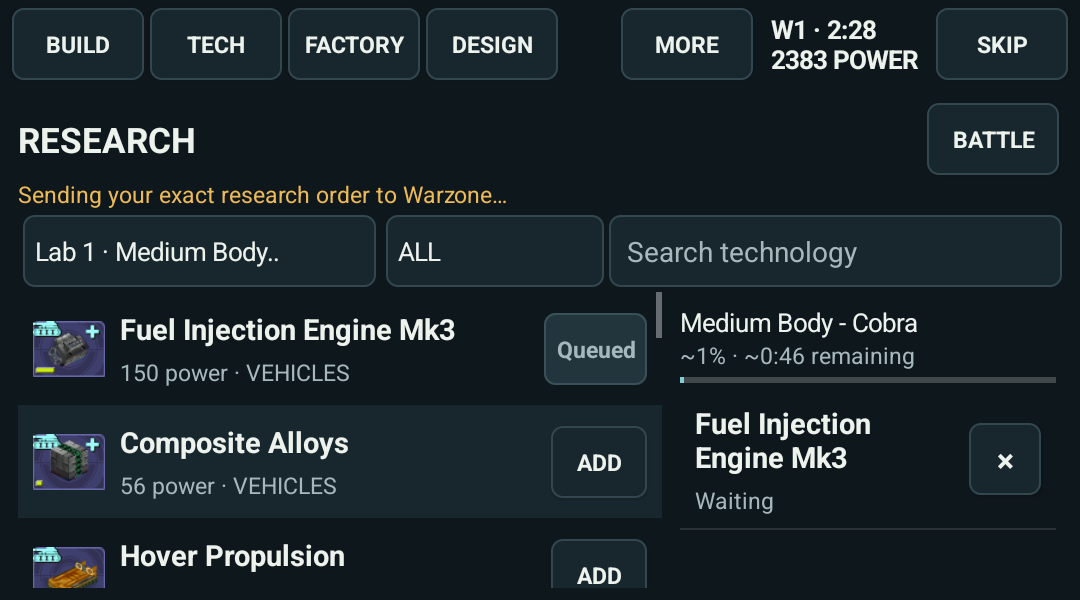 BUILD
TECH
FACTORY
DESIGN
MORE
W1 · 2:28
2383 POWER
SKIP
RESEARCH
BATTLE
Sending your exact research order to Warzone…
Lab 1 · Medium Body..
ALL
Search technology
Fuel Injection Engine Mk3
150 power · VEHICLES
Queued
Composite Alloys
56 power · VEHICLES
ADD
Hover Propulsion
ADD
Medium Body - Cobra
~1% · ~0:46 remaining
Fuel Injection
Engine Mk3
Waiting
×